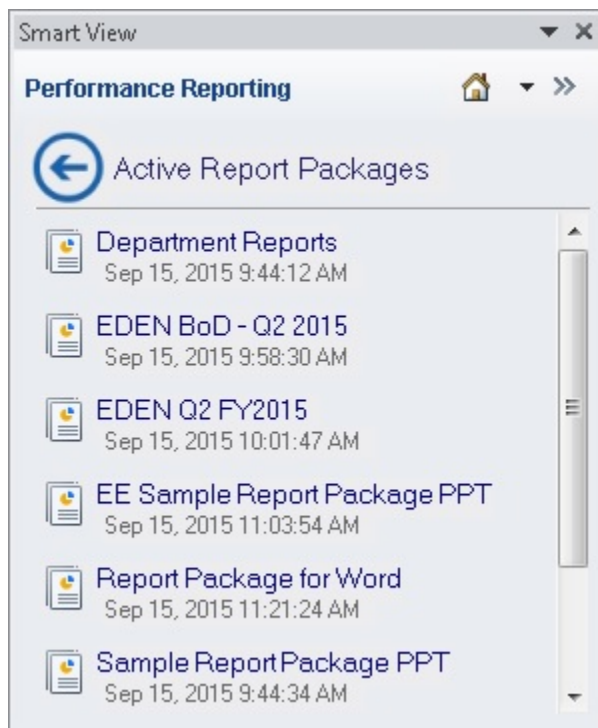 Smart View
Performance Reporting
Active Report Packages
Department Reports
Sep 15, 2015 9:44:12 AM
EDEN BoD - Q2 2015
Sep 15, 2015 9:58:30 AM
EDEN Q2 FY2015
Sep 15, 2015 10:01:47 AM
EE Sample Report Package PPT
Sep 15, 2015 11:03:54 AM
Report Package for Word
Sep 15, 2015 11:21:24 AM
Sample Report Package PPT
Sep 15, 2015 9:44:34 AM